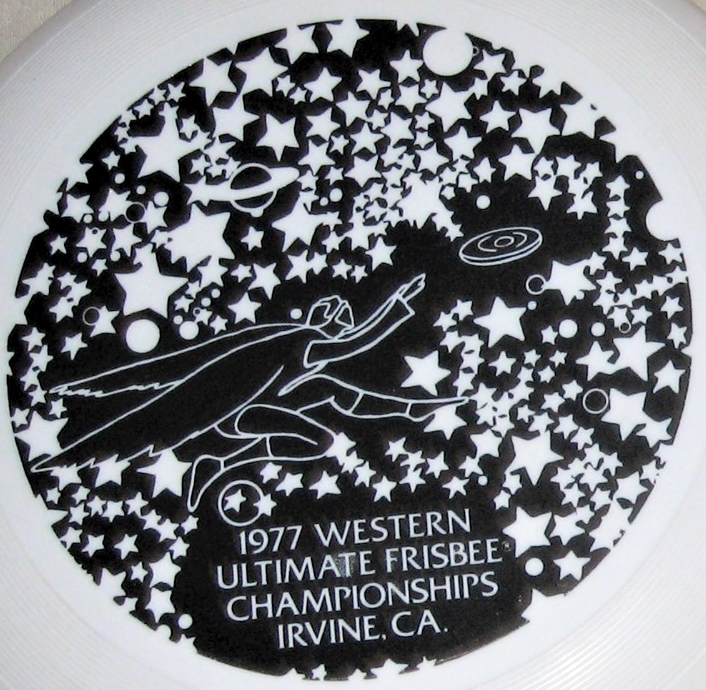 1977 WESTERN
ULTIMATE FRISBEE®
CHAMPIONSHIPS
IRVINE, CA.